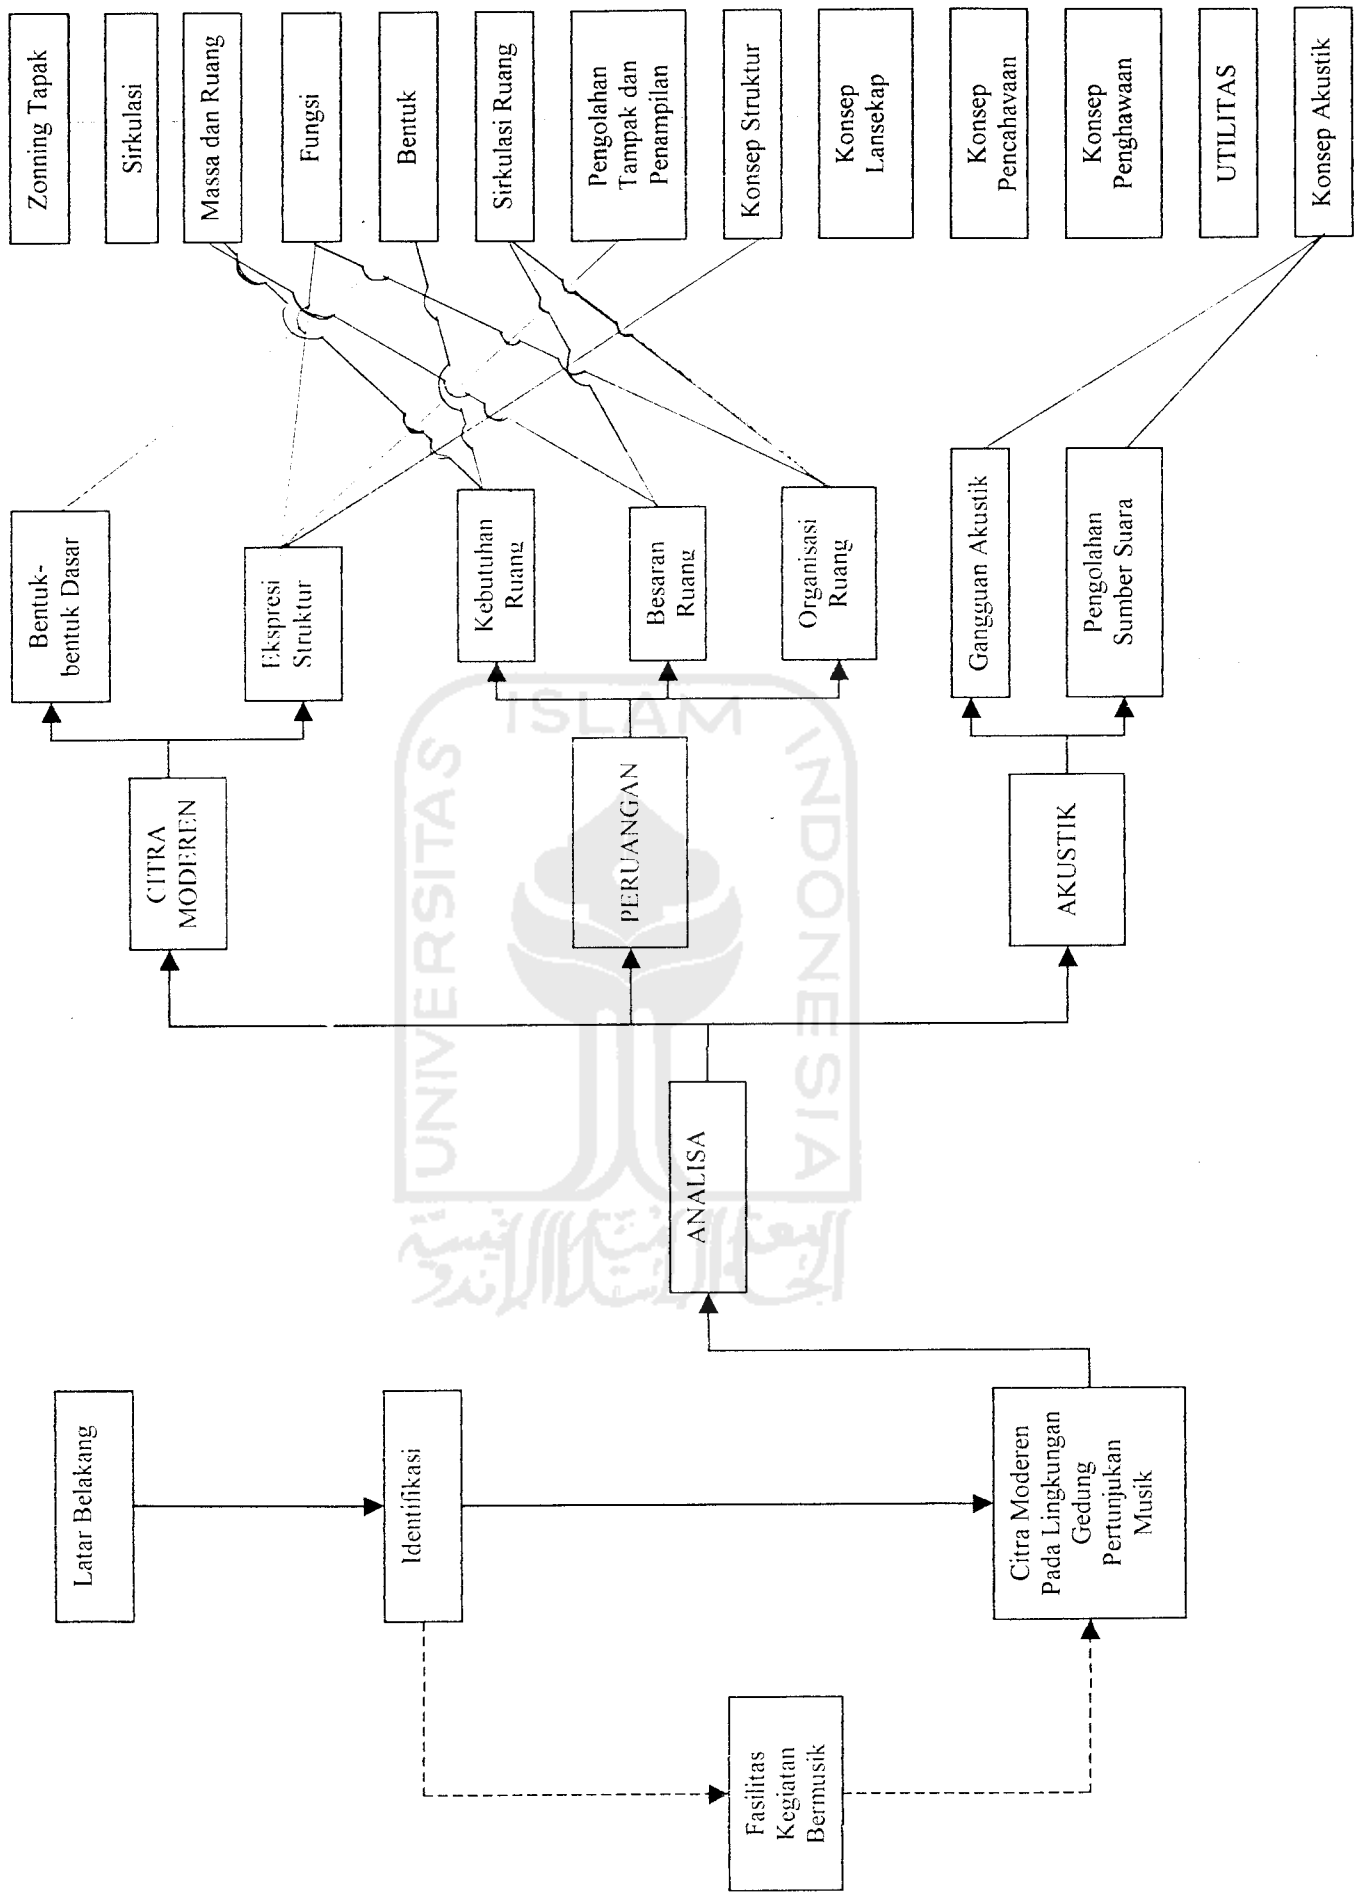 Latar Belakang
Identifikasi
Fasilitas
Kegiatan
Bermusik
Citra Moderen
Pada Lingkungan
Gedung
Pertunjukan
Musik
ANALISA
CITRA
MODEREN
PERUANGAN
AKUSTIK
Bentuk-
bentuk Dasar
Ekspresi
Struktur
Kebutuhan
Ruang
Besaran
Ruang
Organisasi
Ruang
Gangguan Akustik
Pengolahan
Sumber Suara
Zonning Tapak
Sirkulasi
Massa dan Ruang
Fungsi
Bentuk
Sirkulasi Ruang
Pengolahan
Tampak dan
Penampilan
Konsep Struktur
Konsep
Lansekap
Konsep
Pencahayaan
Konsep
Penghawaan
UTILITAS
Konsep Akustik
UNIVERSITAS
ISLAM
INDONESIA